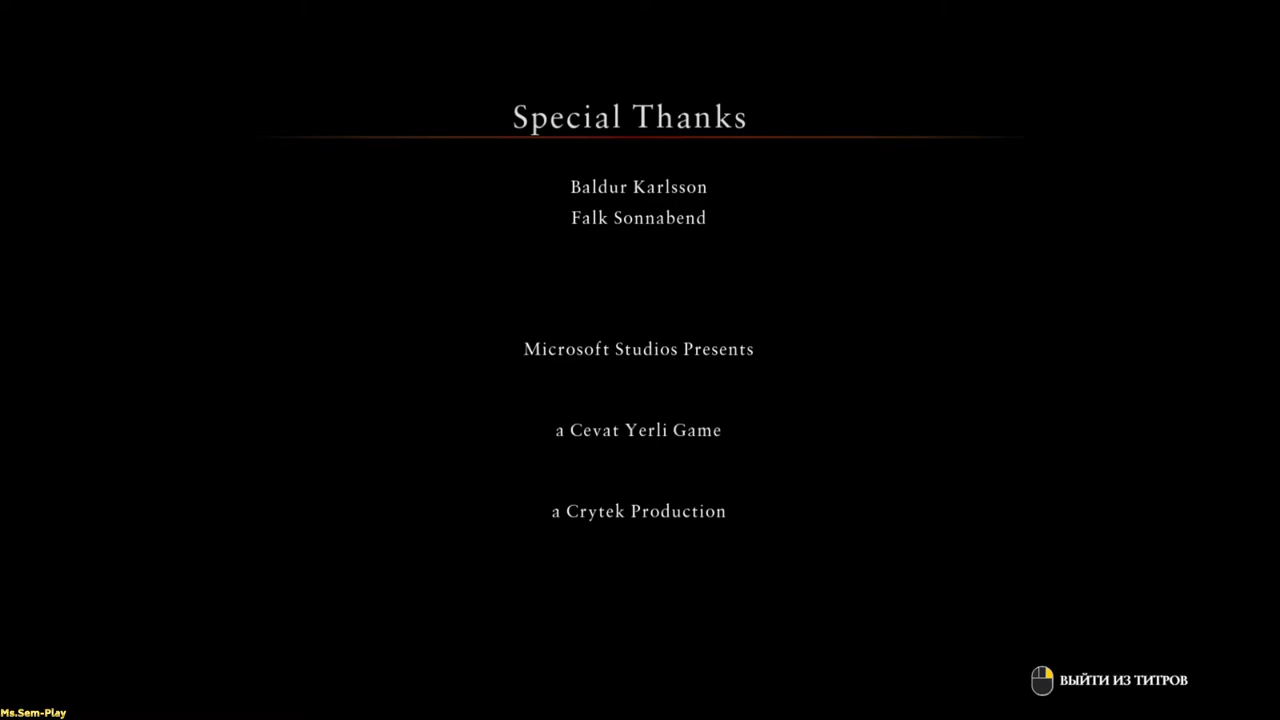 Special Thanks
Baldur Karlsson
Falk Sonnabend
Microsoft Studios Presents
a Cevat Yerli Game
a Crytek Production
ВЫЙТИ ИЗ ТИТРОВ
Ms.Sem-Play